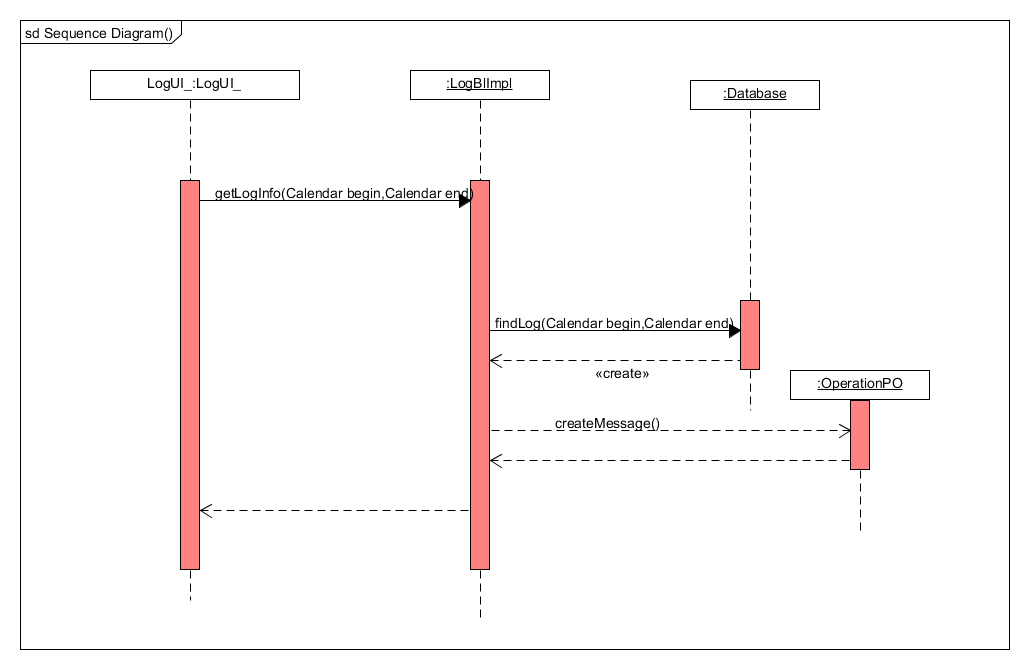 sd Sequence Diagram()
LogUI_:LogUI_
:LogBlImpl
:Database
getLogInfo(Calendar begin,Calendar end)
findLog(Calendar begin,Calendar end)
«create»
:OperationPO
createMessage()